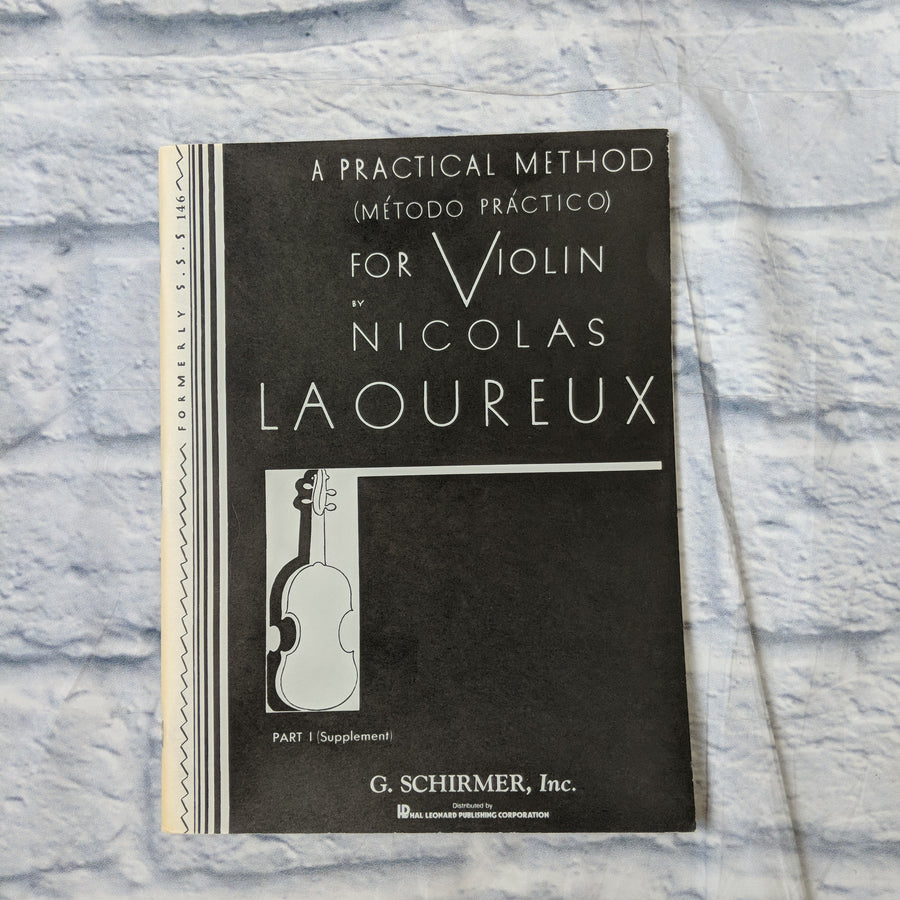 A PRACTICAL METHOD
(MÉTODO PRÁCTICO)
FOR VIOLIN
BY
NICOLAS
LAOUREUX
PART I (Supplement)
G. SCHIRMER, Inc.
Distributed by
HAL LEONARD PUBLISHING CORPORATION
FORMERLY S.S.S 146